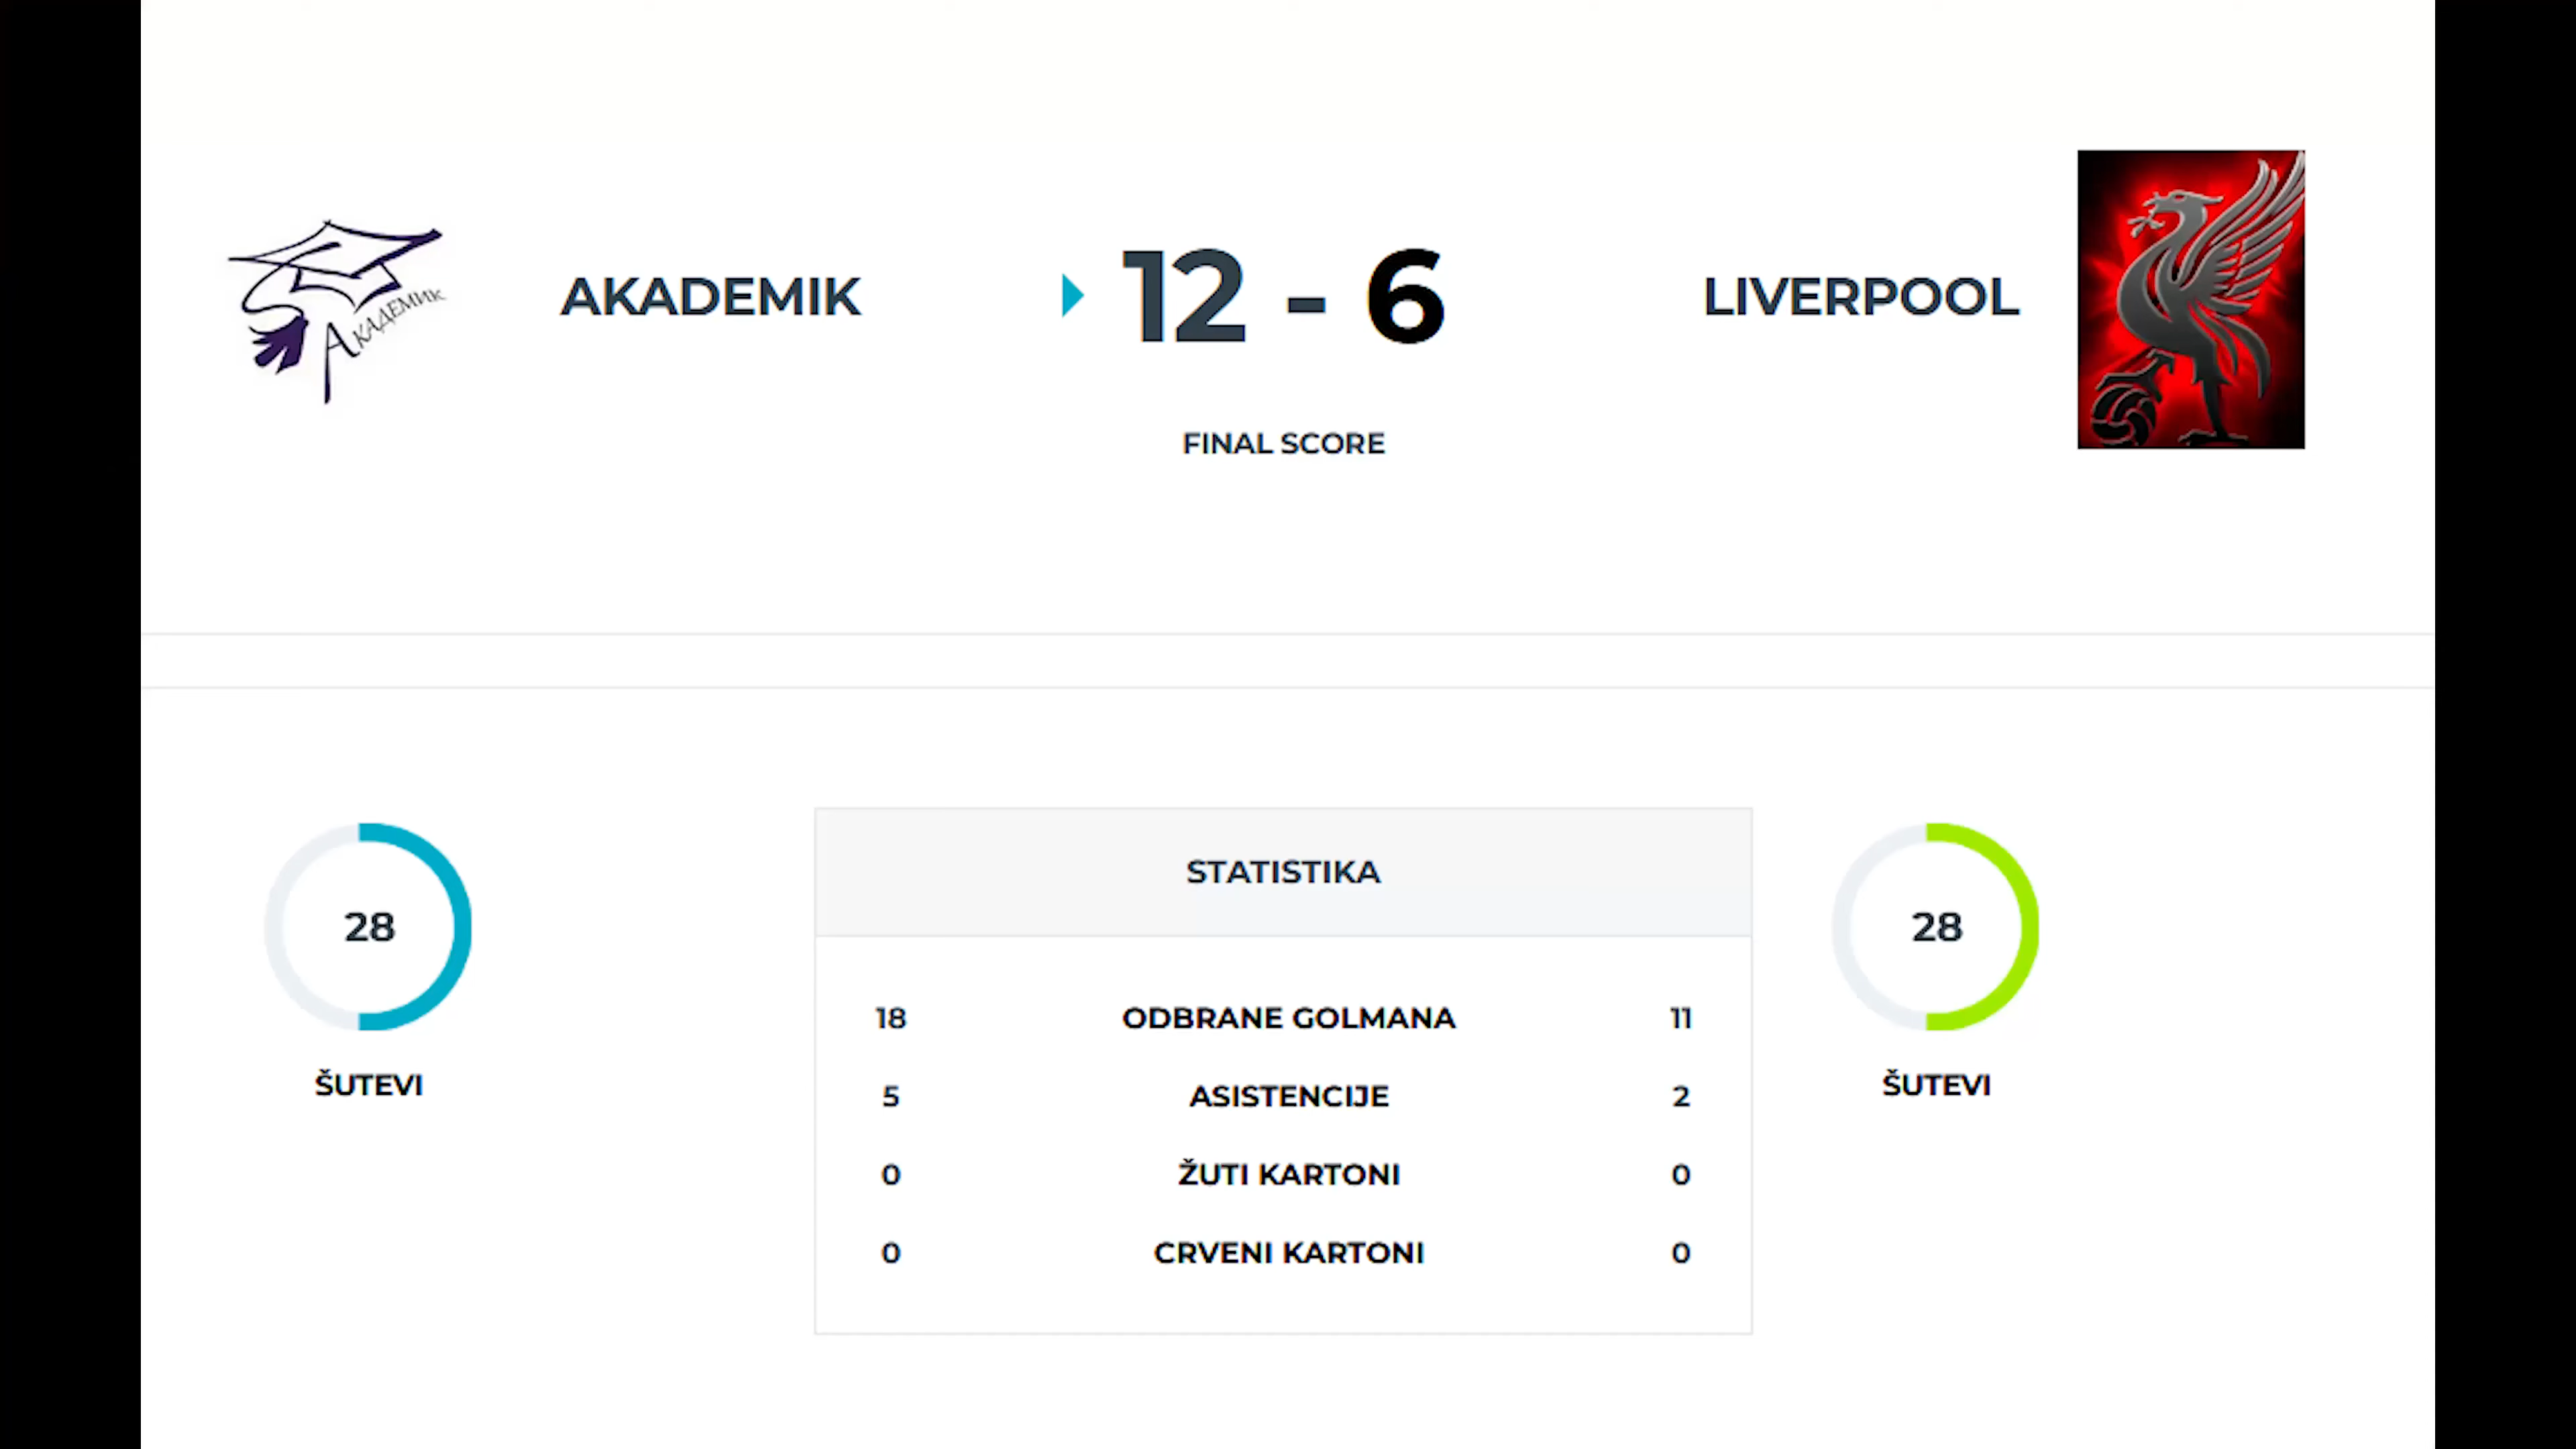 Академик
AKADEMIK
12 - 6
LIVERPOOL
FINAL SCORE
28
ŠUTEVI
STATISTIKA
18 ODBRANE GOLMANA 11
5 ASISTENCIJE 2
0 ŽUTI KARTONI 0
0 CRVENI KARTONI 0
28
ŠUTEVI